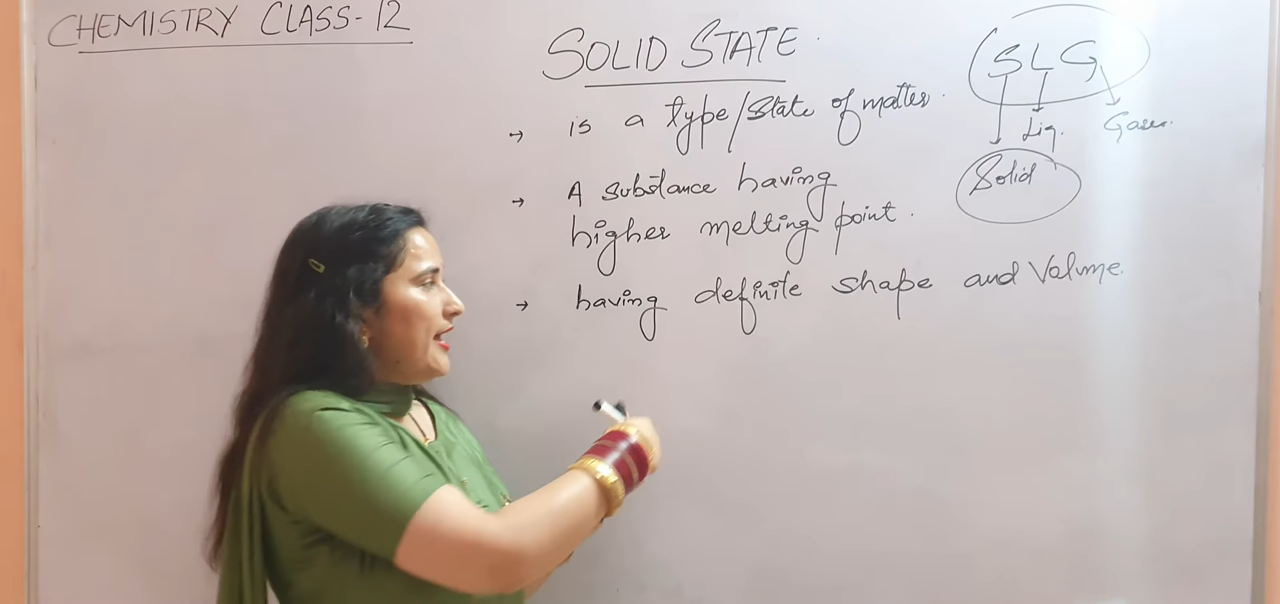 CHEMISTRY CLASS-12
SOLID STATE
→ is a type/State of matter.
→ A substance having
higher melting point.
→ having definite shape and Volume.
SLG
Liq.
Gases.
Solid